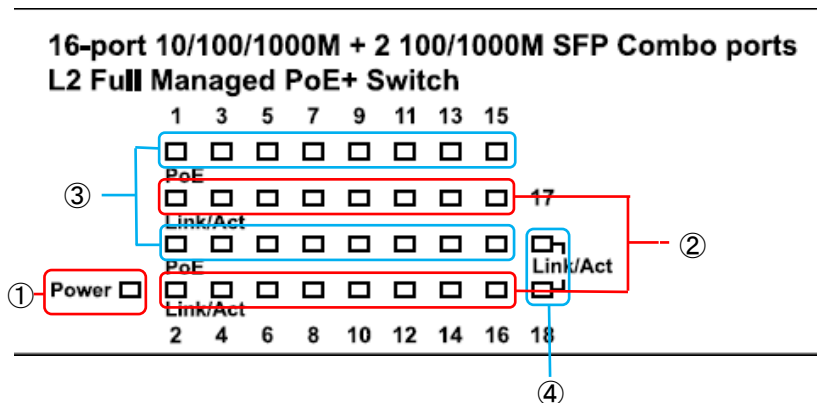 16-port 10/100/1000M + 2 100/1000M SFP Combo ports
L2 Full Managed PoE+ Switch
1 3 5 7 9 11 13 15
PoE
③ 17
Link/Act
②
PoE Link/Act
① Power
Link/Act
2 4 6 8 10 12 14 16 18
④